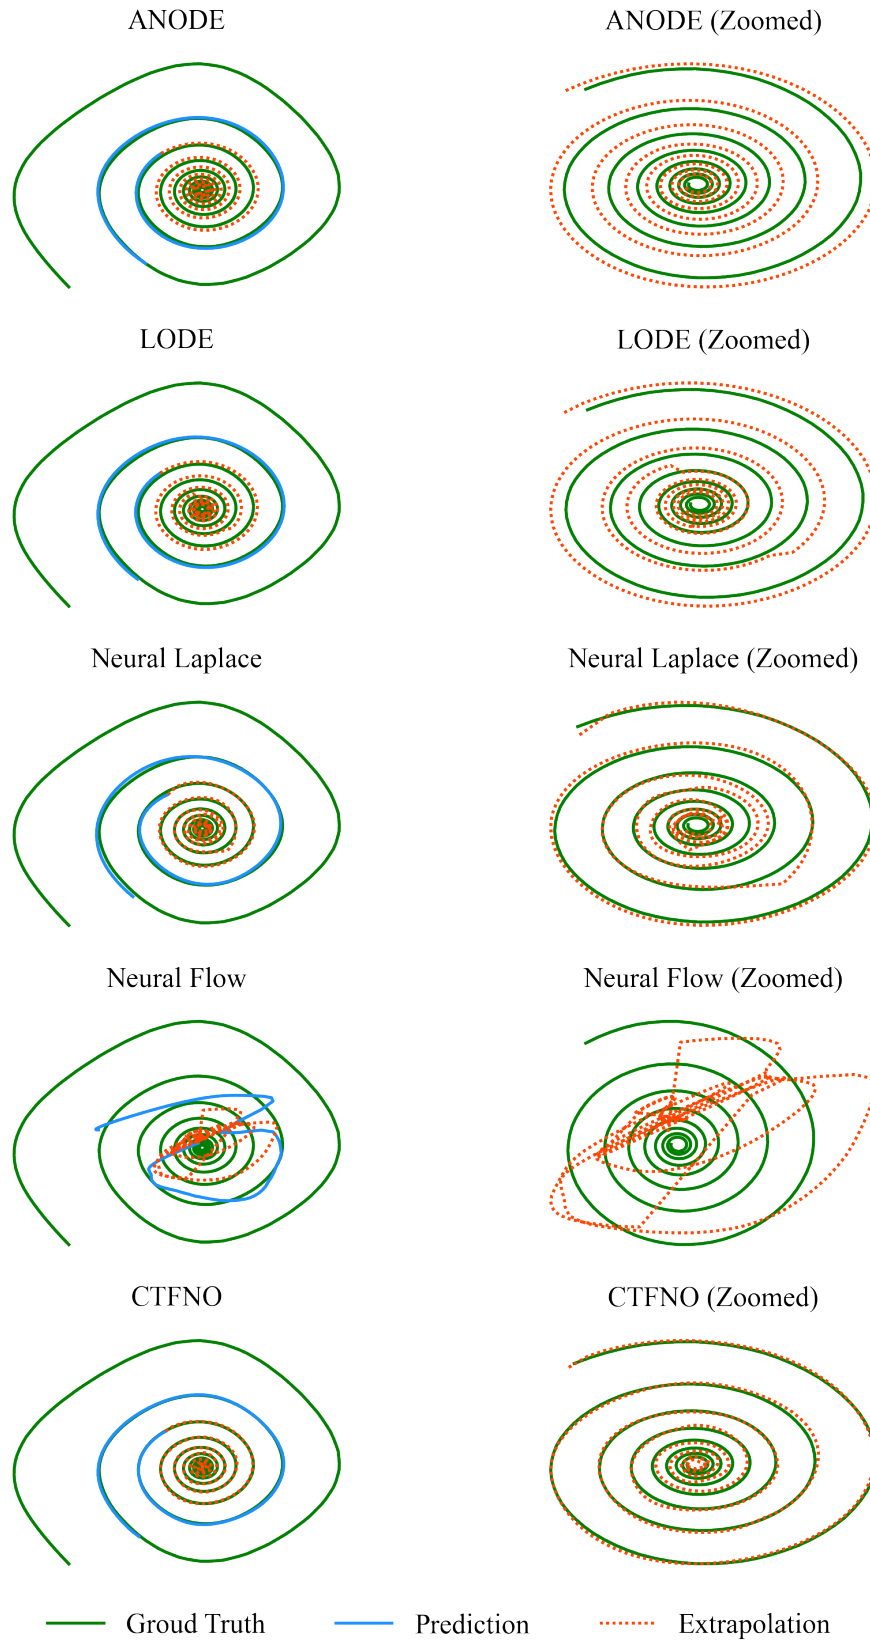 ANODE
ANODE (Zoomed)
LODE
LODE (Zoomed)
Neural Laplace
Neural Laplace (Zoomed)
Neural Flow
Neural Flow (Zoomed)
CTFNO
CTFNO (Zoomed)
Groud Truth
Prediction
Extrapolation